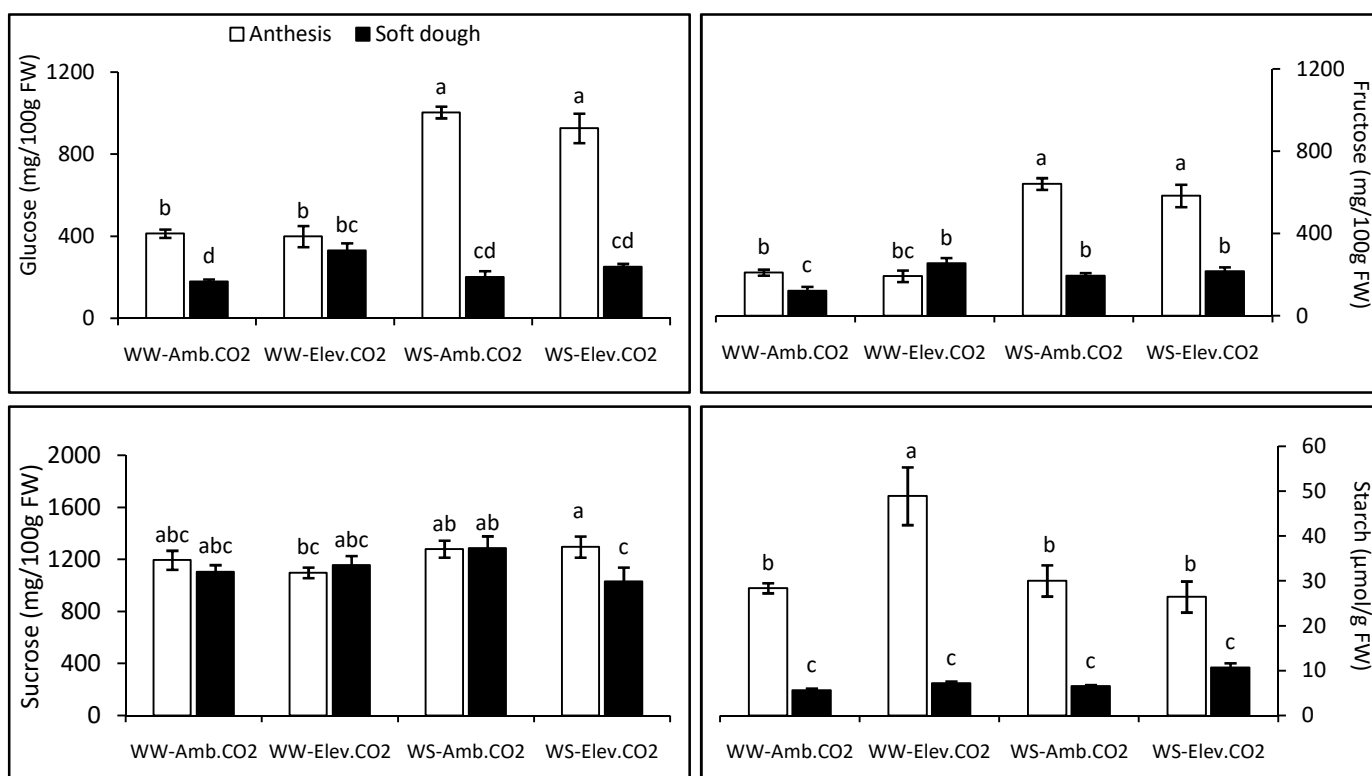 Anthesis Soft dough
Glucose (mg/100g FW)
1200
800
400
0
b d b bc a cd a cd
WW-Amb.CO2 WW-Elev.CO2 WS-Amb.CO2 WS-Elev.CO2
Fructose (mg/100g FW)
1200
800
400
0
b c bc b a b a b
WW-Amb.CO2 WW-Elev.CO2 WS-Amb.CO2 WS-Elev.CO2
Sucrose (mg/100g FW)
2000
1600
1200
800
400
0
abc abc bc abc ab ab a c
WW-Amb.CO2 WW-Elev.CO2 WS-Amb.CO2 WS-Elev.CO2
Starch (µmol/g FW)
60
50
40
30
20
10
0
b c a c b c b c
WW-Amb.CO2 WW-Elev.CO2 WS-Amb.CO2 WS-Elev.CO2